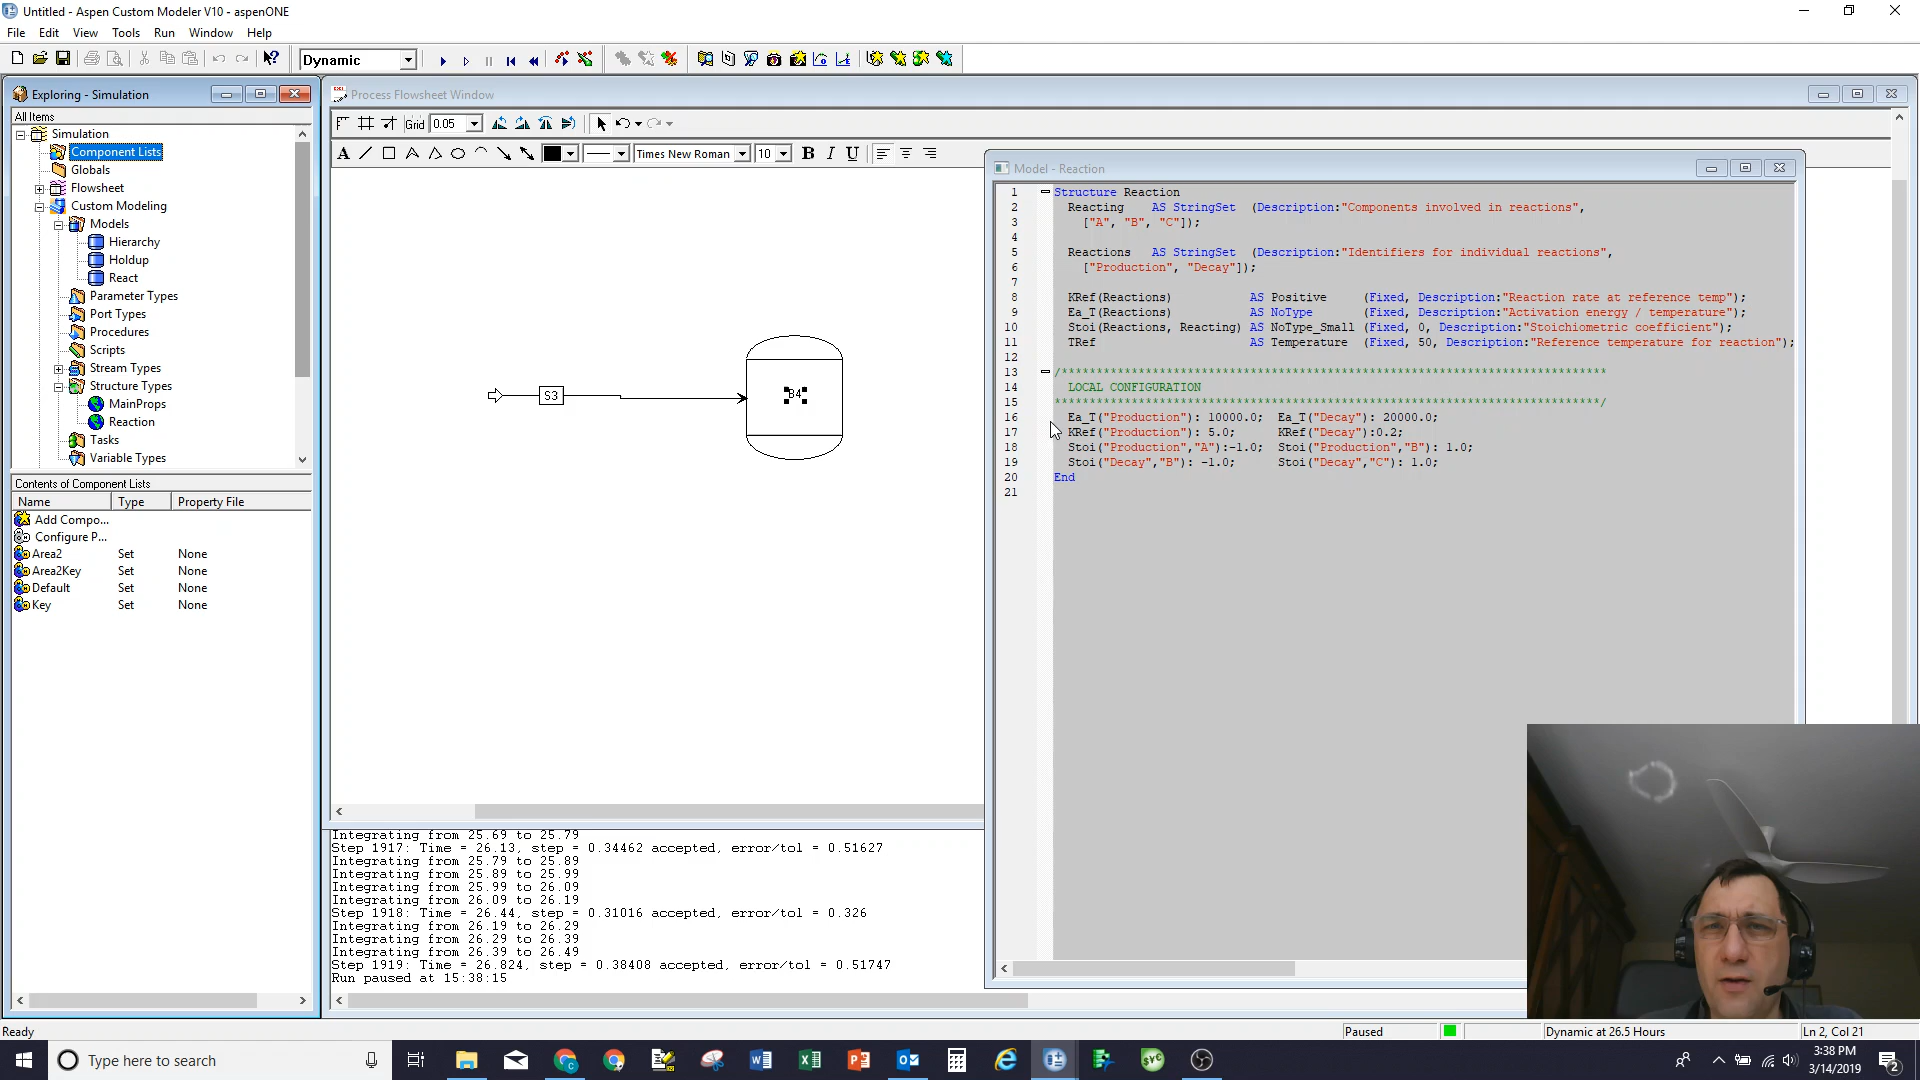 Untitled - Aspen Custom Modeler V10 - aspenONE
File Edit View Tools Run Window Help
Dynamic
Exploring - Simulation
All Items
Simulation
Component Lists
Globals
Flowsheet
Custom Modeling
Models
Hierarchy
Holdup
React
Parameter Types
Port Types
Procedures
Scripts
Stream Types
Structure Types
MainProps
Reaction
Tasks
Variable Types
Contents of Component Lists
Name Type Property File
Add Compo...
Configure P...
Area2 Set None
Area2Key Set None
Default Set None
Key Set None
Process Flowsheet Window
Grid 0.05
A Times New Roman 10 B I U
S3
B4
Integrating from 25.69 to 25.79
Step 1917: Time = 26.13, step = 0.34462 accepted, error/tol = 0.51627
Integrating from 25.79 to 25.89
Integrating from 25.89 to 25.99
Integrating from 25.99 to 26.09
Integrating from 26.09 to 26.19
Step 1918: Time = 26.44, step = 0.31016 accepted, error/tol = 0.326
Integrating from 26.19 to 26.29
Integrating from 26.29 to 26.39
Integrating from 26.39 to 26.49
Step 1919: Time = 26.824, step = 0.38408 accepted, error/tol = 0.51747
Run paused at 15:38:15
Model - Reaction
1 Structure Reaction
2 Reacting AS StringSet (Description:"Components involved in reactions",
3 ["A", "B", "C"]);
4
5 Reactions AS StringSet (Description:"Identifiers for individual reactions",
6 ["Production", "Decay"]);
7
8 KRef(Reactions) AS Positive (Fixed, Description:"Reaction rate at reference temp");
9 Ea_T(Reactions) AS NoType (Fixed, Description:"Activation energy / temperature");
10 Stoi(Reactions, Reacting) AS NoType_Small (Fixed, 0, Description:"Stoichiometric coefficient");
11 TRef AS Temperature (Fixed, 50, Description:"Reference temperature for reaction");
12
13 /*****************************************************************************
14 LOCAL CONFIGURATION
15 *****************************************************************************/
16 Ea_T("Production"): 10000.0; Ea_T("Decay"): 20000.0;
17 KRef("Production"): 5.0; KRef("Decay"):0.2;
18 Stoi("Production","A"):-1.0; Stoi("Production","B"): 1.0;
19 Stoi("Decay","B"): -1.0; Stoi("Decay","C"): 1.0;
20 End
21
Ready Paused Dynamic at 26.5 Hours Ln 2, Col 21
Type here to search
3:38 PM
3/14/2019
2